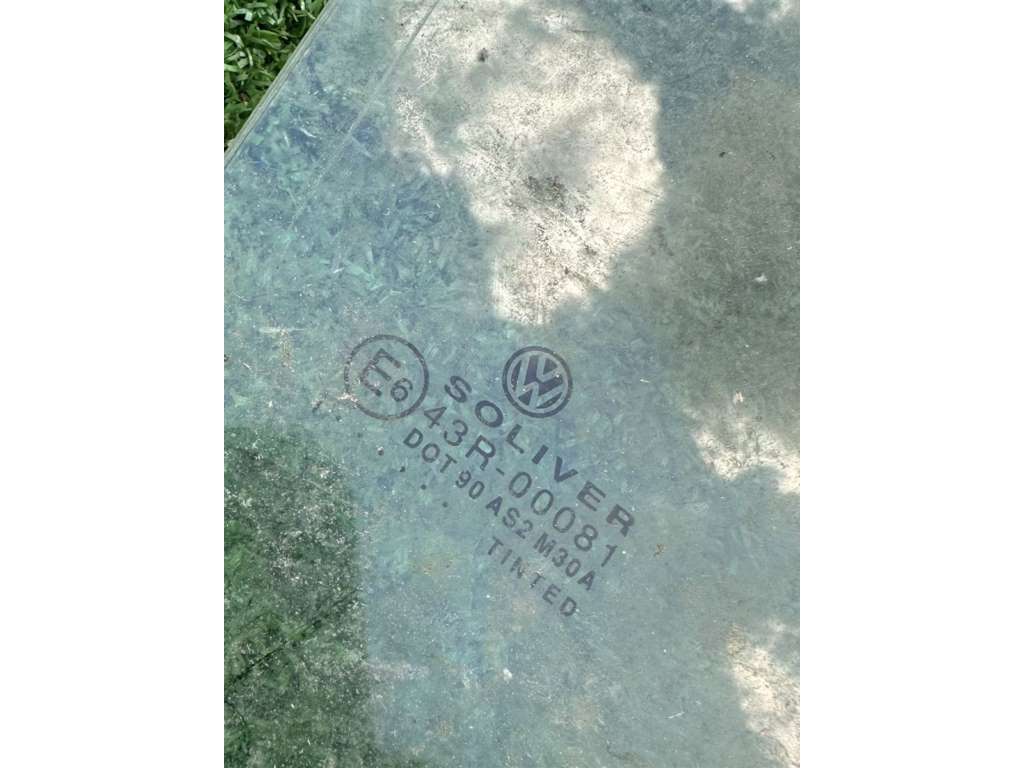 SOLIVER
E6 43R-00081
DOT 90 AS2 M30A
TINTED